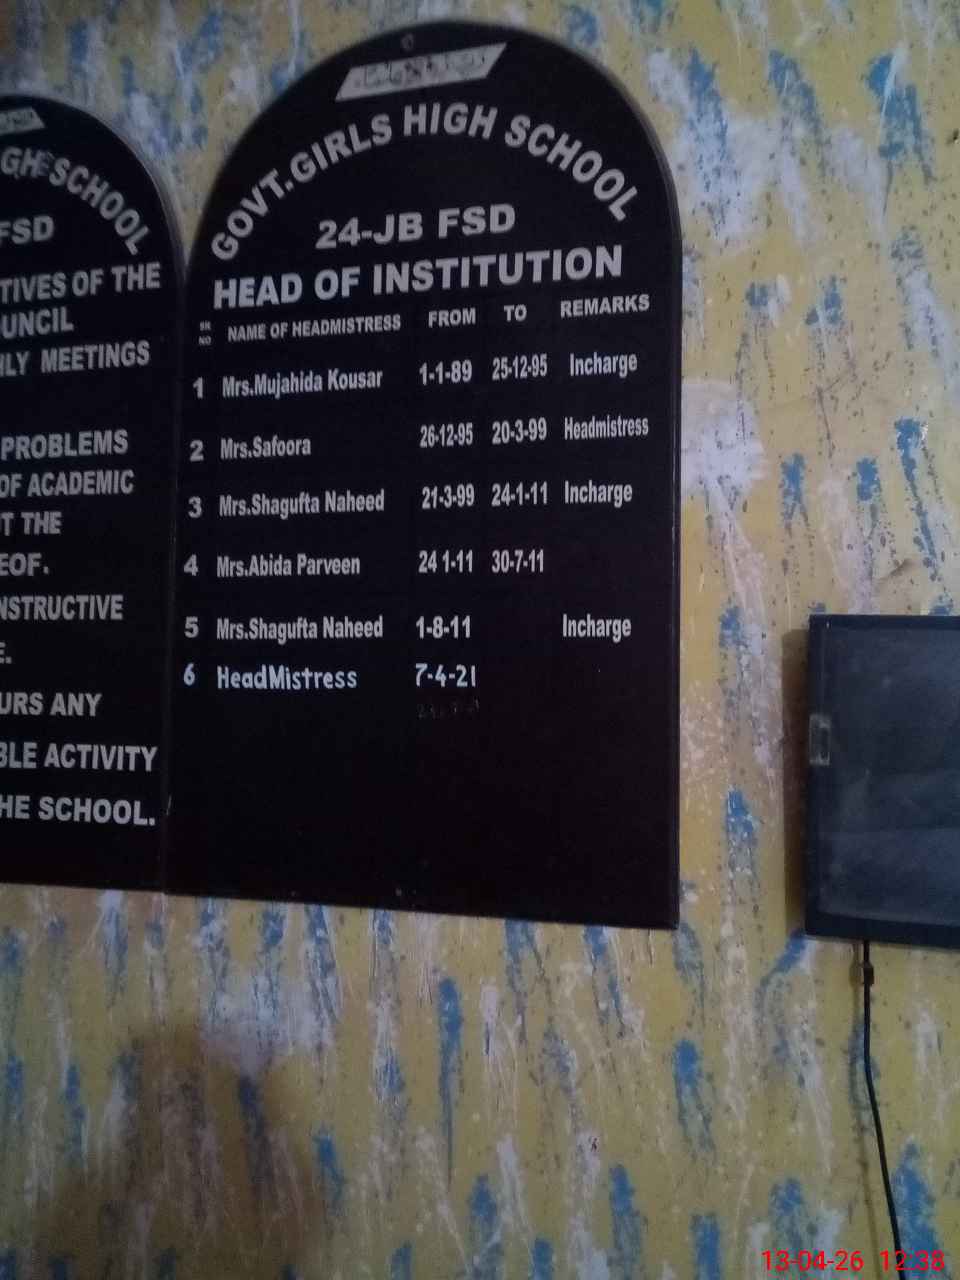 GH SCHOOL
FSD
TIVES OF THE
UNCIL
HLY MEETINGS
PROBLEMS
OF ACADEMIC
T THE
EOF.
NSTRUCTIVE
E.
URS ANY
BLE ACTIVITY
HE SCHOOL.
GOVT.GIRLS HIGH SCHOOL
24-JB FSD
HEAD OF INSTITUTION
SR NO NAME OF HEADMISTRESS FROM TO REMARKS
1 Mrs.Mujahida Kousar 1-1-89 25-12-95 Incharge
2 Mrs.Safoora 26-12-95 20-3-99 Headmistress
3 Mrs.Shagufta Naheed 21-3-99 24-1-11 Incharge
4 Mrs.Abida Parveen 24 1-11 30-7-11
5 Mrs.Shagufta Naheed 1-8-11 Incharge
6 HeadMistress 7-4-21
13-04-26 12:38